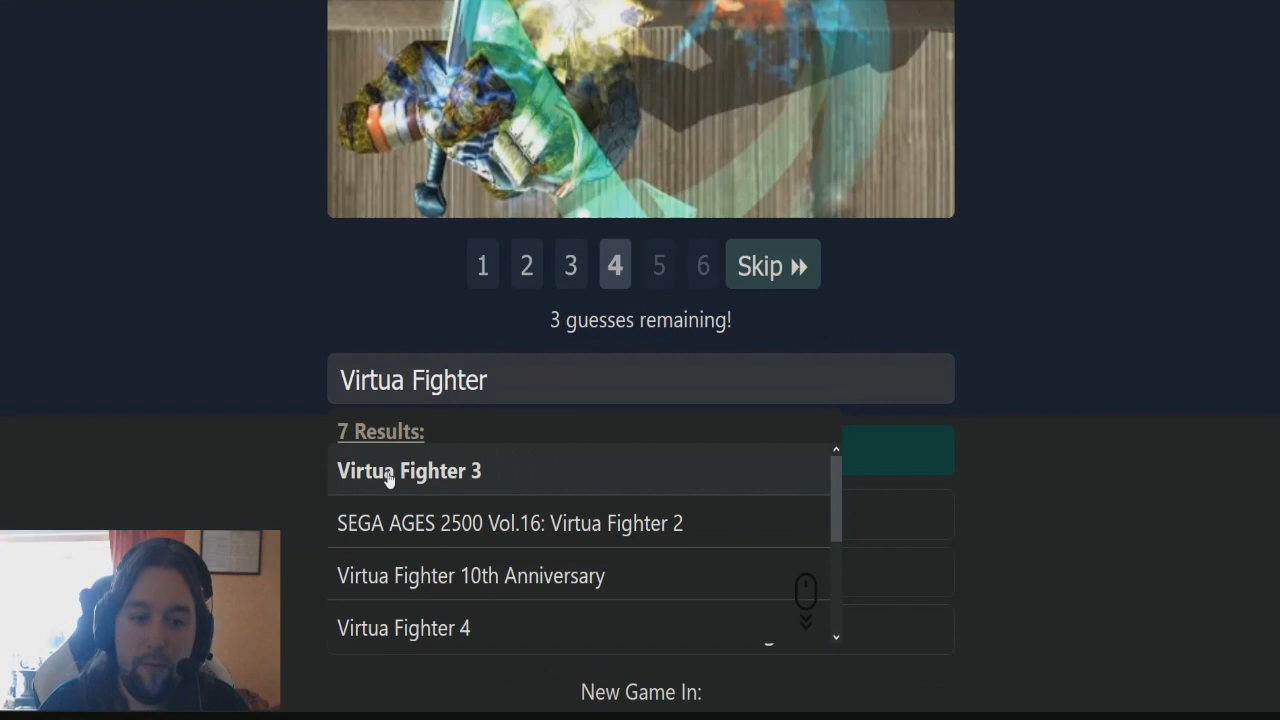 1 2 3 4 5 6 Skip
3 guesses remaining!
Virtua Fighter
7 Results:
Virtua Fighter 3
SEGA AGES 2500 Vol.16: Virtua Fighter 2
Virtua Fighter 10th Anniversary
Virtua Fighter 4
New Game In: